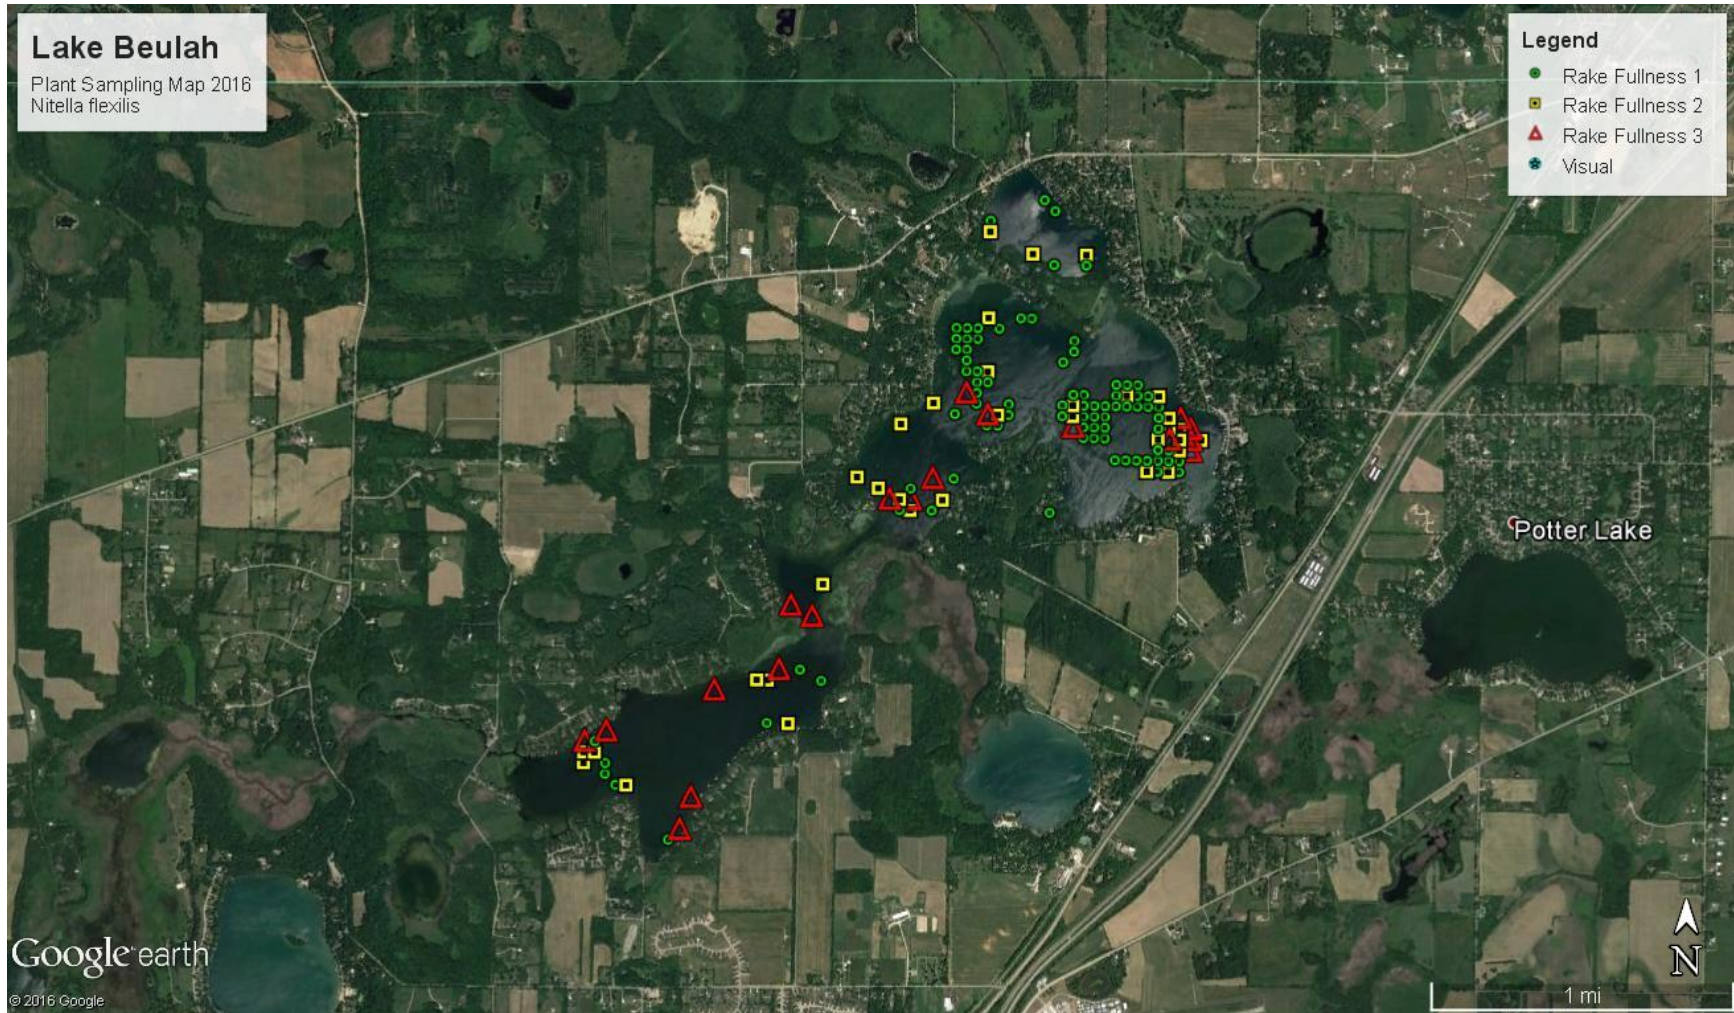 Lake Beulah
Plant Sampling Map 2016
Nitella flexilis
Legend
Rake Fullness 1
Rake Fullness 2
Rake Fullness 3
Visual
Potter Lake
Google earth
© 2016 Google
N
1 mi